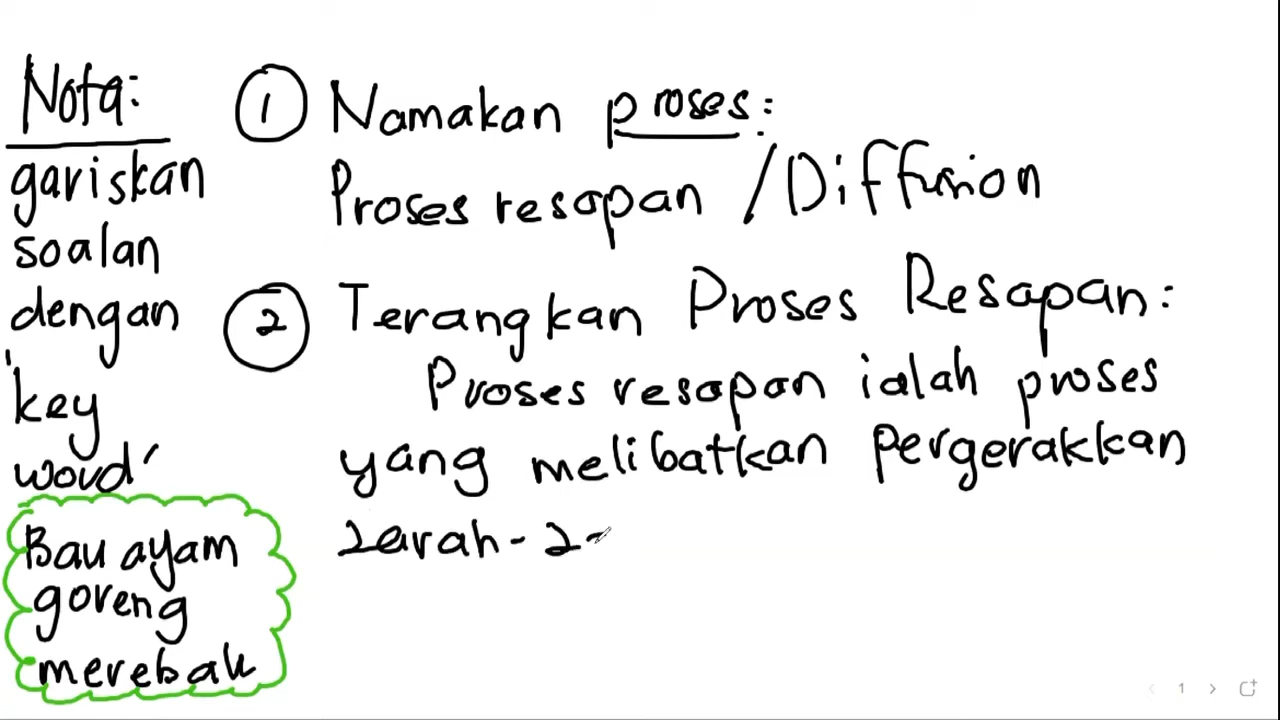 Nota:
gariskan
soalan
dengan
'key
word'
Bau ayam
goreng
merebak
1 Namakan proses:
Proses resapan / Diffusion
2 Terangkan Proses Resapan:
Proses resapan ialah proses
yang melibatkan pergerakkan
zarah-z
1